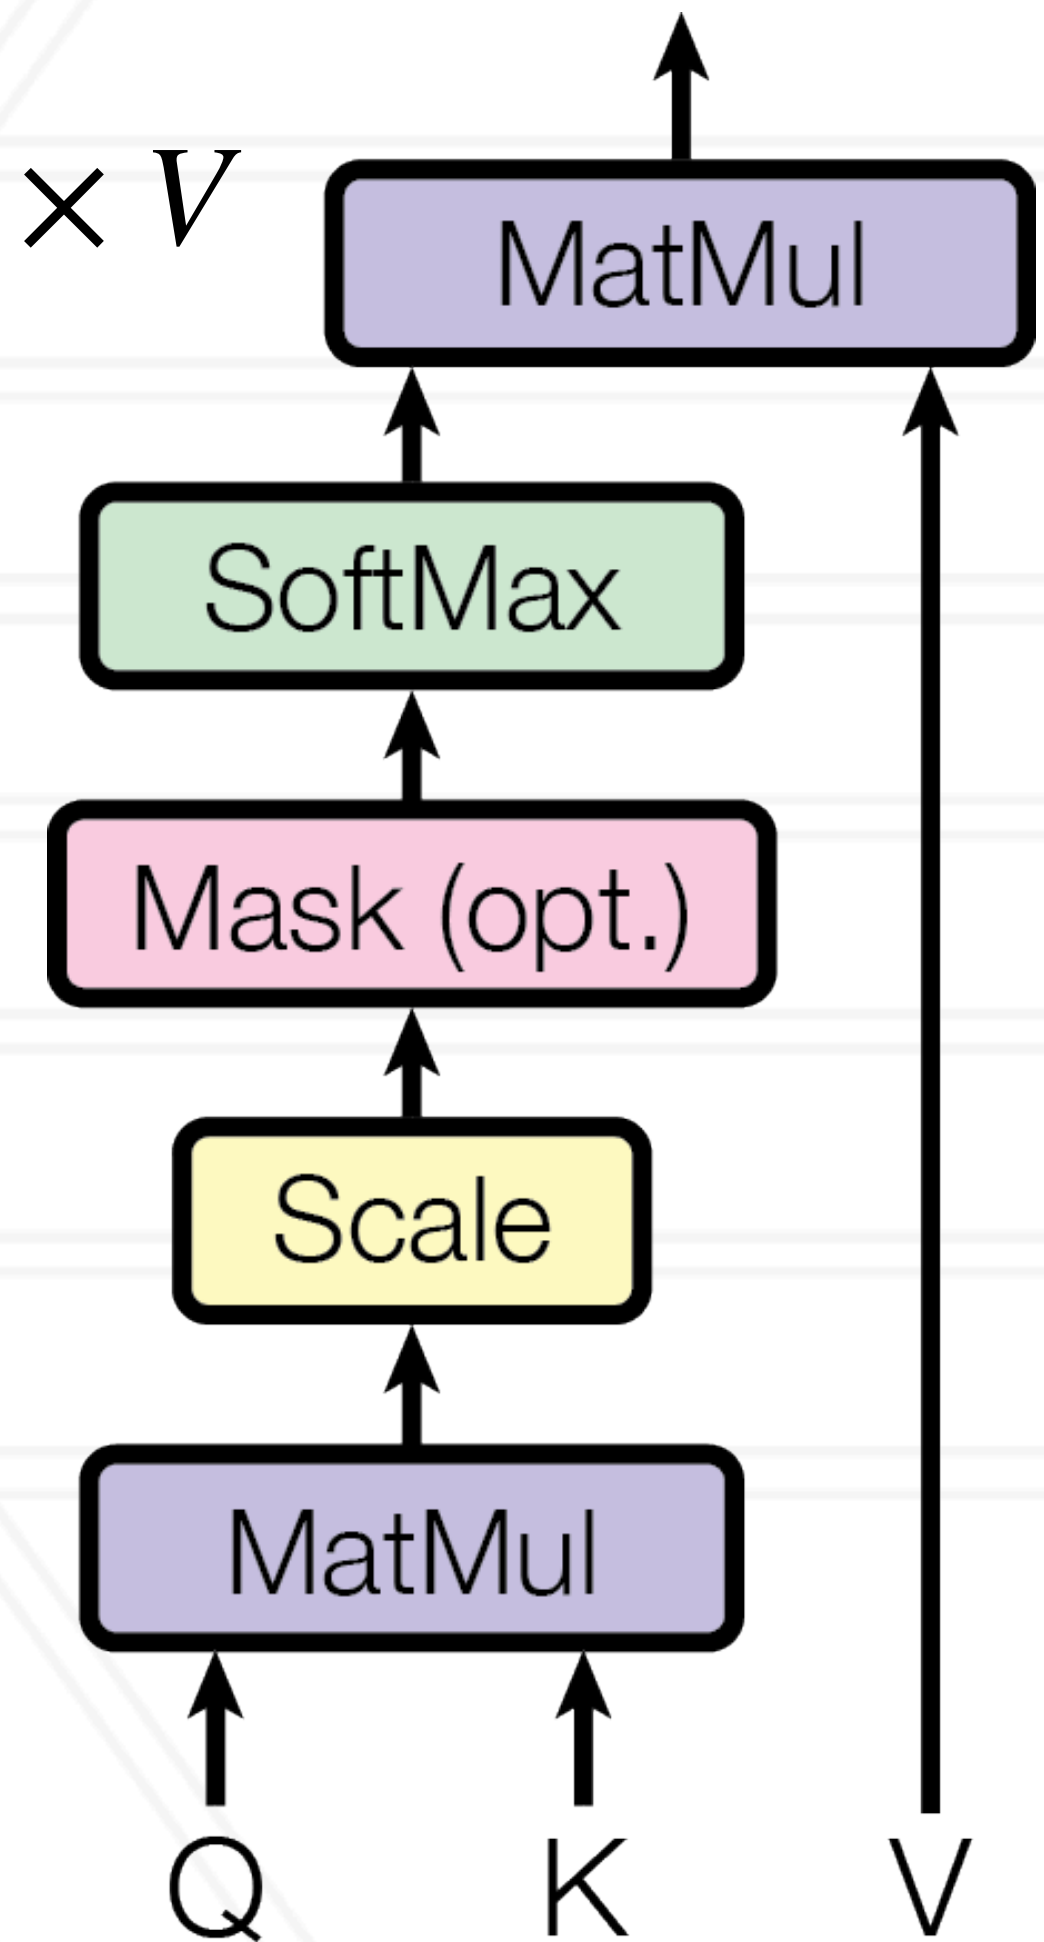 × V
MatMul
SoftMax
Mask (opt.)
Scale
MatMul
Q K V